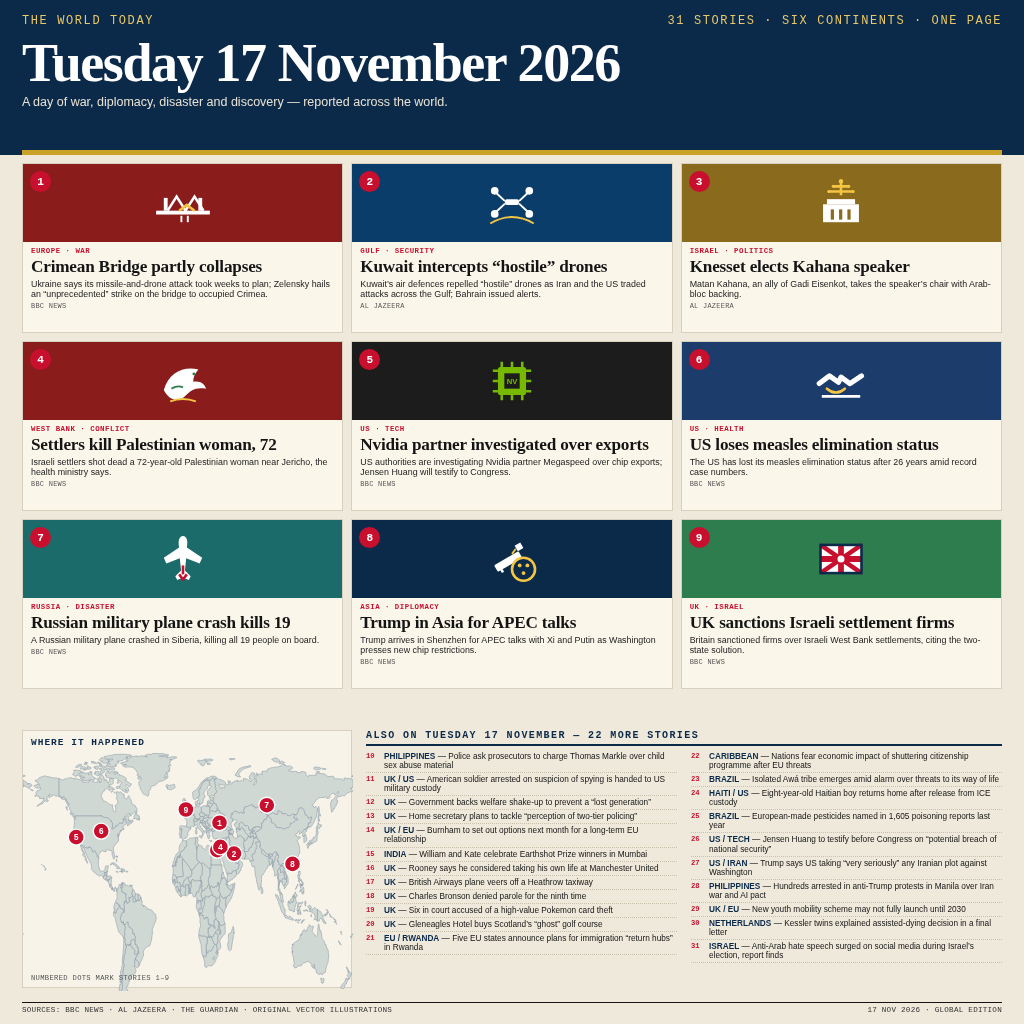 THE WORLD TODAY
31 STORIES · SIX CONTINENTS · ONE PAGE
Tuesday 17 November 2026
A day of war, diplomacy, disaster and discovery — reported across the world.
1
EUROPE · WAR
Crimean Bridge partly collapses
Ukraine says its missile-and-drone attack took weeks to plan; Zelensky hails
an “unprecedented” strike on the bridge to occupied Crimea.
BBC NEWS
2
GULF · SECURITY
Kuwait intercepts “hostile” drones
Kuwait's air defences repelled “hostile” drones as Iran and the US traded
attacks across the Gulf; Bahrain issued alerts.
AL JAZEERA
3
ISRAEL · POLITICS
Knesset elects Kahana speaker
Matan Kahana, an ally of Gadi Eisenkot, takes the speaker's chair with Arab-
bloc backing.
AL JAZEERA
4
WEST BANK · CONFLICT
Settlers kill Palestinian woman, 72
Israeli settlers shot dead a 72-year-old Palestinian woman near Jericho, the
health ministry says.
BBC NEWS
5
NV
US · TECH
Nvidia partner investigated over exports
US authorities are investigating Nvidia partner Megaspeed over chip exports;
Jensen Huang will testify to Congress.
BBC NEWS
6
US · HEALTH
US loses measles elimination status
The US has lost its measles elimination status after 26 years amid record
case numbers.
BBC NEWS
7
RUSSIA · DISASTER
Russian military plane crash kills 19
A Russian military plane crashed in Siberia, killing all 19 people on board.
BBC NEWS
8
ASIA · DIPLOMACY
Trump in Asia for APEC talks
Trump arrives in Shenzhen for APEC talks with Xi and Putin as Washington
presses new chip restrictions.
BBC NEWS
9
UK · ISRAEL
UK sanctions Israeli settlement firms
Britain sanctioned firms over Israeli West Bank settlements, citing the two-
state solution.
BBC NEWS
WHERE IT HAPPENED
9
7
1
6
5
4
2
8
NUMBERED DOTS MARK STORIES 1–9
ALSO ON TUESDAY 17 NOVEMBER — 22 MORE STORIES
10 PHILIPPINES — Police ask prosecutors to charge Thomas Markle over child
sex abuse material
11 UK / US — American soldier arrested on suspicion of spying is handed to US
military custody
12 UK — Government backs welfare shake-up to prevent a “lost generation”
13 UK — Home secretary plans to tackle “perception of two-tier policing”
14 UK / EU — Burnham to set out options next month for a long-term EU
relationship
15 INDIA — William and Kate celebrate Earthshot Prize winners in Mumbai
16 UK — Rooney says he considered taking his own life at Manchester United
17 UK — British Airways plane veers off a Heathrow taxiway
18 UK — Charles Bronson denied parole for the ninth time
19 UK — Six in court accused of a high-value Pokemon card theft
20 UK — Gleneagles Hotel buys Scotland's “ghost” golf course
21 EU / RWANDA — Five EU states announce plans for immigration “return hubs”
in Rwanda
22 CARIBBEAN — Nations fear economic impact of shuttering citizenship
programme after EU threats
23 BRAZIL — Isolated Awá tribe emerges amid alarm over threats to its way of life
24 HAITI / US — Eight-year-old Haitian boy returns home after release from ICE
custody
25 BRAZIL — European-made pesticides named in 1,605 poisoning reports last
year
26 US / TECH — Jensen Huang to testify before Congress on “potential breach of
national security”
27 US / IRAN — Trump says US taking “very seriously” any Iranian plot against
Washington
28 PHILIPPINES — Hundreds arrested in anti-Trump protests in Manila over Iran
war and AI pact
29 UK / EU — New youth mobility scheme may not fully launch until 2030
30 NETHERLANDS — Kessler twins explained assisted-dying decision in a final
letter
31 ISRAEL — Anti-Arab hate speech surged on social media during Israel's
election, report finds
SOURCES: BBC NEWS · AL JAZEERA · THE GUARDIAN · ORIGINAL VECTOR ILLUSTRATIONS
17 NOV 2026 · GLOBAL EDITION